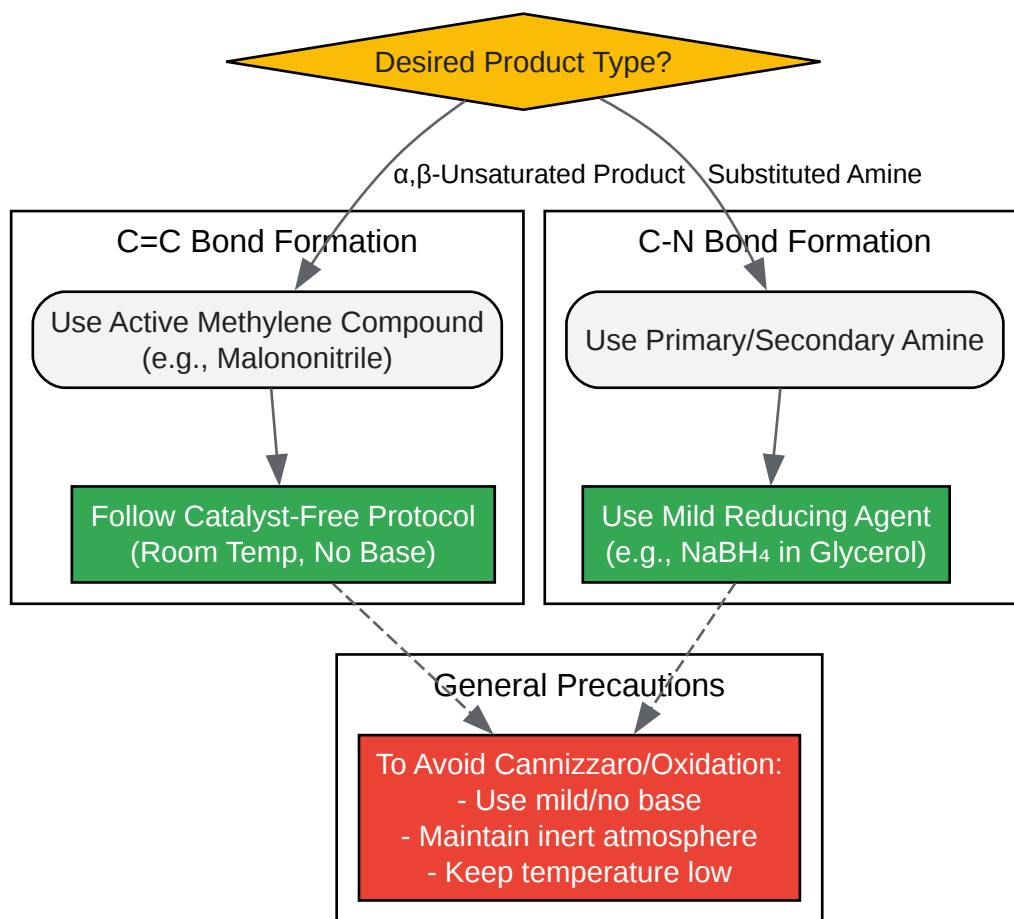 Desired Product Type?
α,β-Unsaturated Product
Substituted Amine
C=C Bond Formation
Use Active Methylene Compound
(e.g., Malononitrile)
Follow Catalyst-Free Protocol
(Room Temp, No Base)
C-N Bond Formation
Use Primary/Secondary Amine
Use Mild Reducing Agent
(e.g., NaBH₄ in Glycerol)
General Precautions
To Avoid Cannizzaro/Oxidation:
- Use mild/no base
- Maintain inert atmosphere
- Keep temperature low